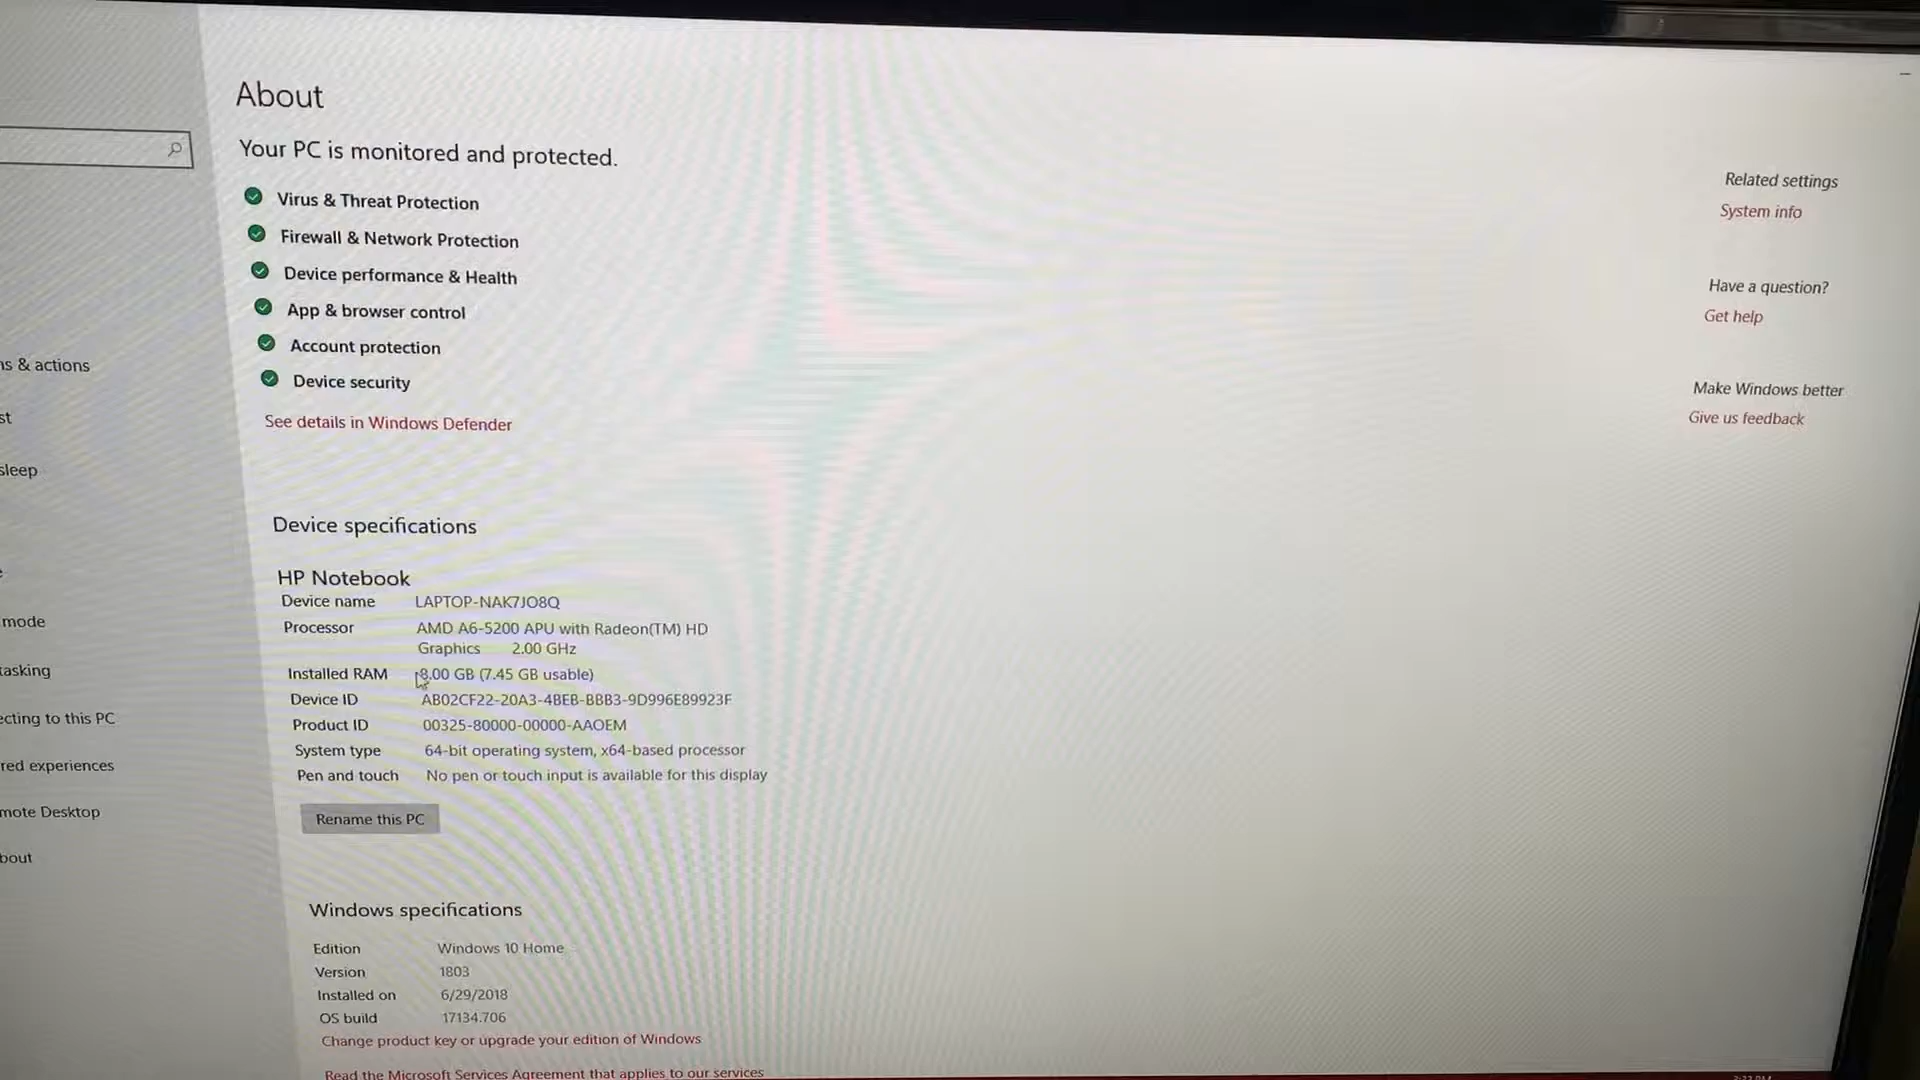 About
Your PC is monitored and protected.
Virus & Threat Protection
Firewall & Network Protection
Device performance & Health
App & browser control
Account protection
Device security
See details in Windows Defender
Device specifications
HP Notebook
Device name LAPTOP-NAK7JO8Q
Processor AMD A6-5200 APU with Radeon(TM) HD
Graphics 2.00 GHz
Installed RAM 8.00 GB (7.45 GB usable)
Device ID AB02CF22-20A3-4BEB-BBB3-9D996E89923F
Product ID 00325-80000-00000-AAOEM
System type 64-bit operating system, x64-based processor
Pen and touch No pen or touch input is available for this display
Rename this PC
Windows specifications
Edition Windows 10 Home
Version 1803
Installed on 6/29/2018
OS build 17134.706
Change product key or upgrade your edition of Windows
Read the Microsoft Services Agreement that applies to our services
Related settings
System info
Have a question?
Get help
Make Windows better
Give us feedback
ns & actions
st
sleep
mode
tasking
ecting to this PC
red experiences
mote Desktop
bout